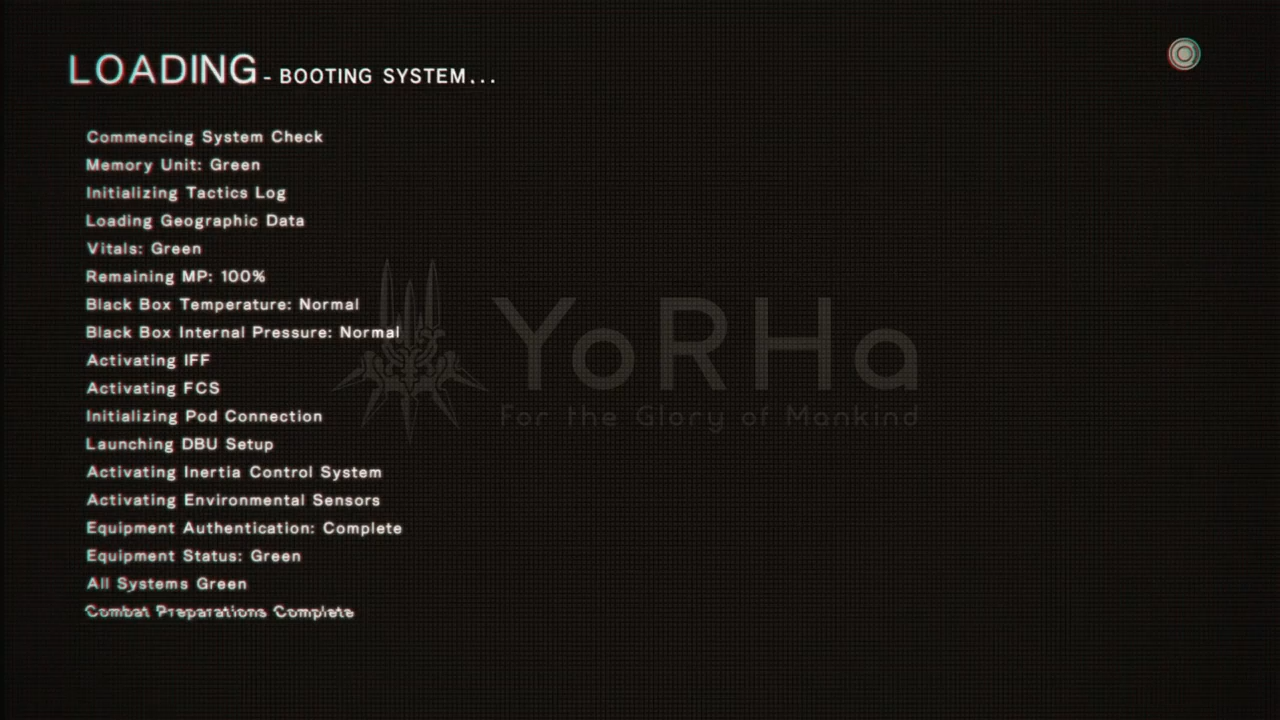 LOADING - BOOTING SYSTEM...
Commencing System Check
Memory Unit: Green
Initializing Tactics Log
Loading Geographic Data
Vitals: Green
Remaining MP: 100%
Black Box Temperature: Normal
Black Box Internal Pressure: Normal
Activating IFF
Activating FCS
Initializing Pod Connection
Launching DBU Setup
Activating Inertia Control System
Activating Environmental Sensors
Equipment Authentication: Complete
Equipment Status: Green
All Systems Green
Combat Preparations Complete
YoRHa
For the Glory of Mankind